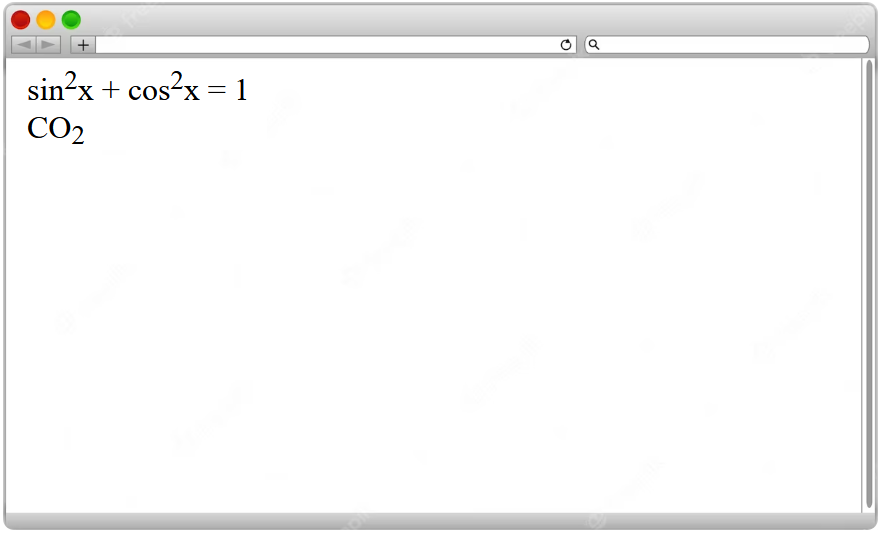 sin²x + cos²x = 1
CO₂